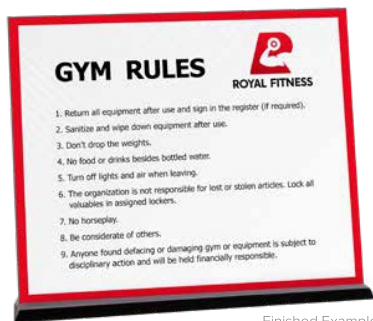 GYM RULES
ROYAL FITNESS
1. Return all equipment after use and sign in the register (if required).
2. Sanitize and wipe down equipment after use.
3. Don't drop the weights.
4. No food or drinks besides bottled water.
5. Turn off lights and air when leaving.
6. The organization is not responsible for lost or stolen articles. Lock all
valuables in assigned lockers.
7. No horseplay.
8. Be considerate of others.
9. Anyone found defacing or damaging gym or equipment is subject to
disciplinary action and will be held financially responsible.
Finished Example